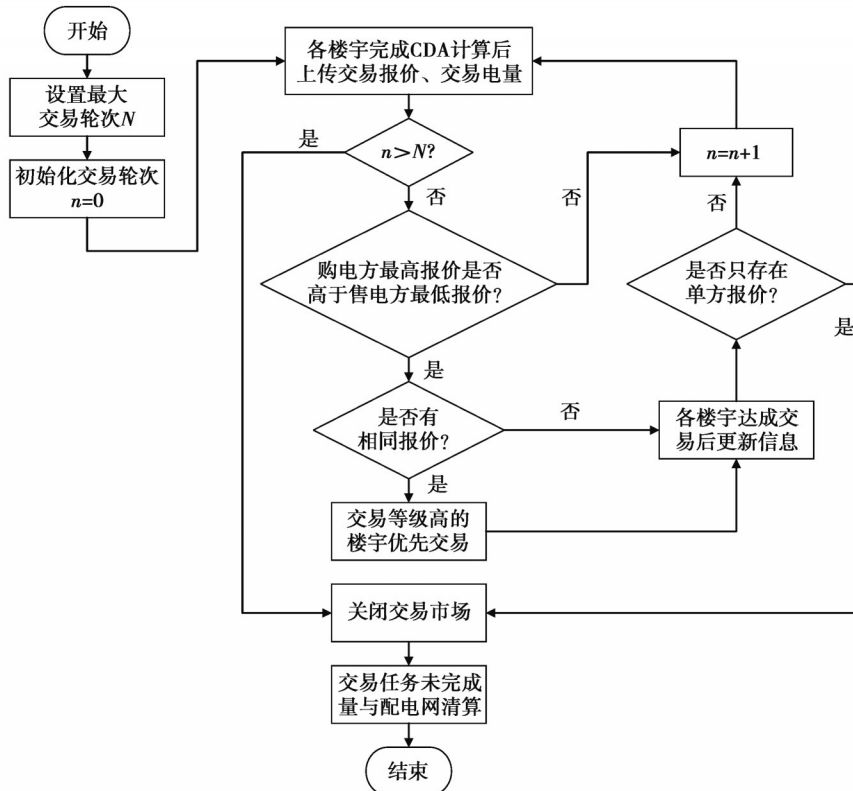 开始
设置最大
交易轮次N
初始化交易轮次
n=0
各楼宇完成CDA计算后
上传交易报价、交易电量
n>N?
是
否
购电方最高报价是否
高于售电方最低报价?
否
是
是否有
相同报价?
否
是
交易等级高的
楼宇优先交易
各楼宇达成交
易后更新信息
是否只存在
单方报价?
否
是
n=n+1
关闭交易市场
交易任务未完成
量与配电网清算
结束